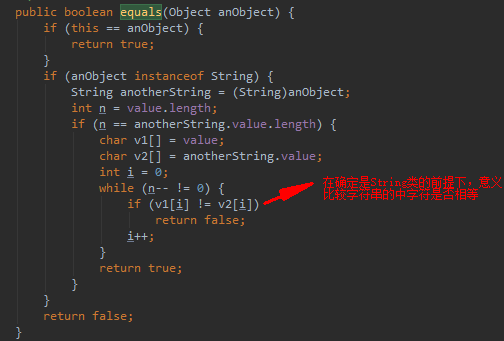 public boolean equals(Object anObject) {
if (this == anObject) {
return true;
}
if (anObject instanceof String) {
String anotherString = (String)anObject;
int n = value.length;
if (n == anotherString.value.length) {
char v1[] = value;
char v2[] = anotherString.value;
int i = 0;
while (n-- != 0) {
if (v1[i] != v2[i])
return false;
i++;
}
return true;
}
}
return false;
}
在确定是String类的前提下，意义
比较字符串的中字符是否相等